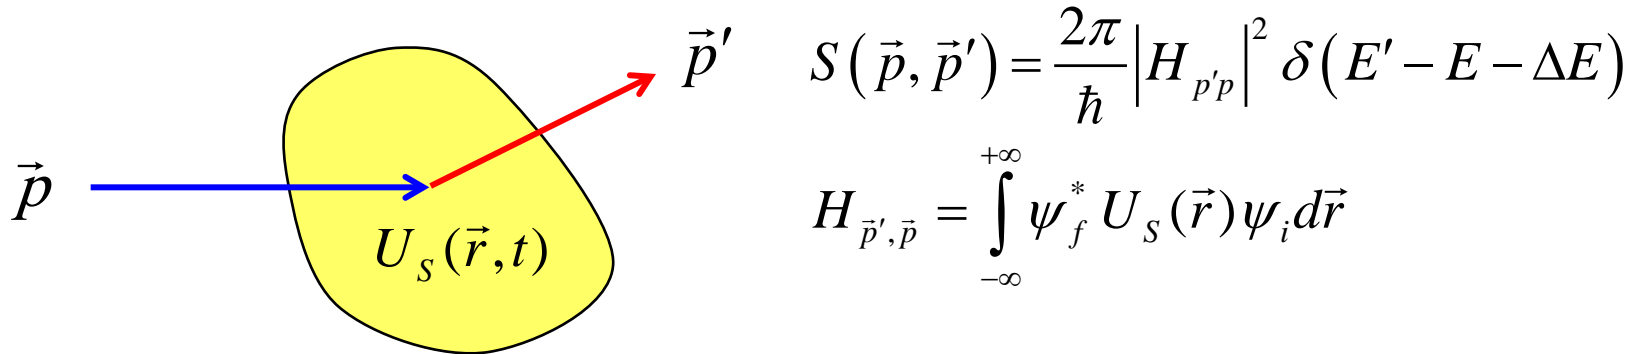 p⃗
U_S(r⃗,t)
p⃗′
S(p⃗,p⃗′) = 2π/ħ |H_{p′p}|² δ(E′ − E − ΔE)
H_{p⃗′,p⃗} = ∫_{−∞}^{+∞} ψ_f^* U_S(r⃗)ψ_i dr⃗